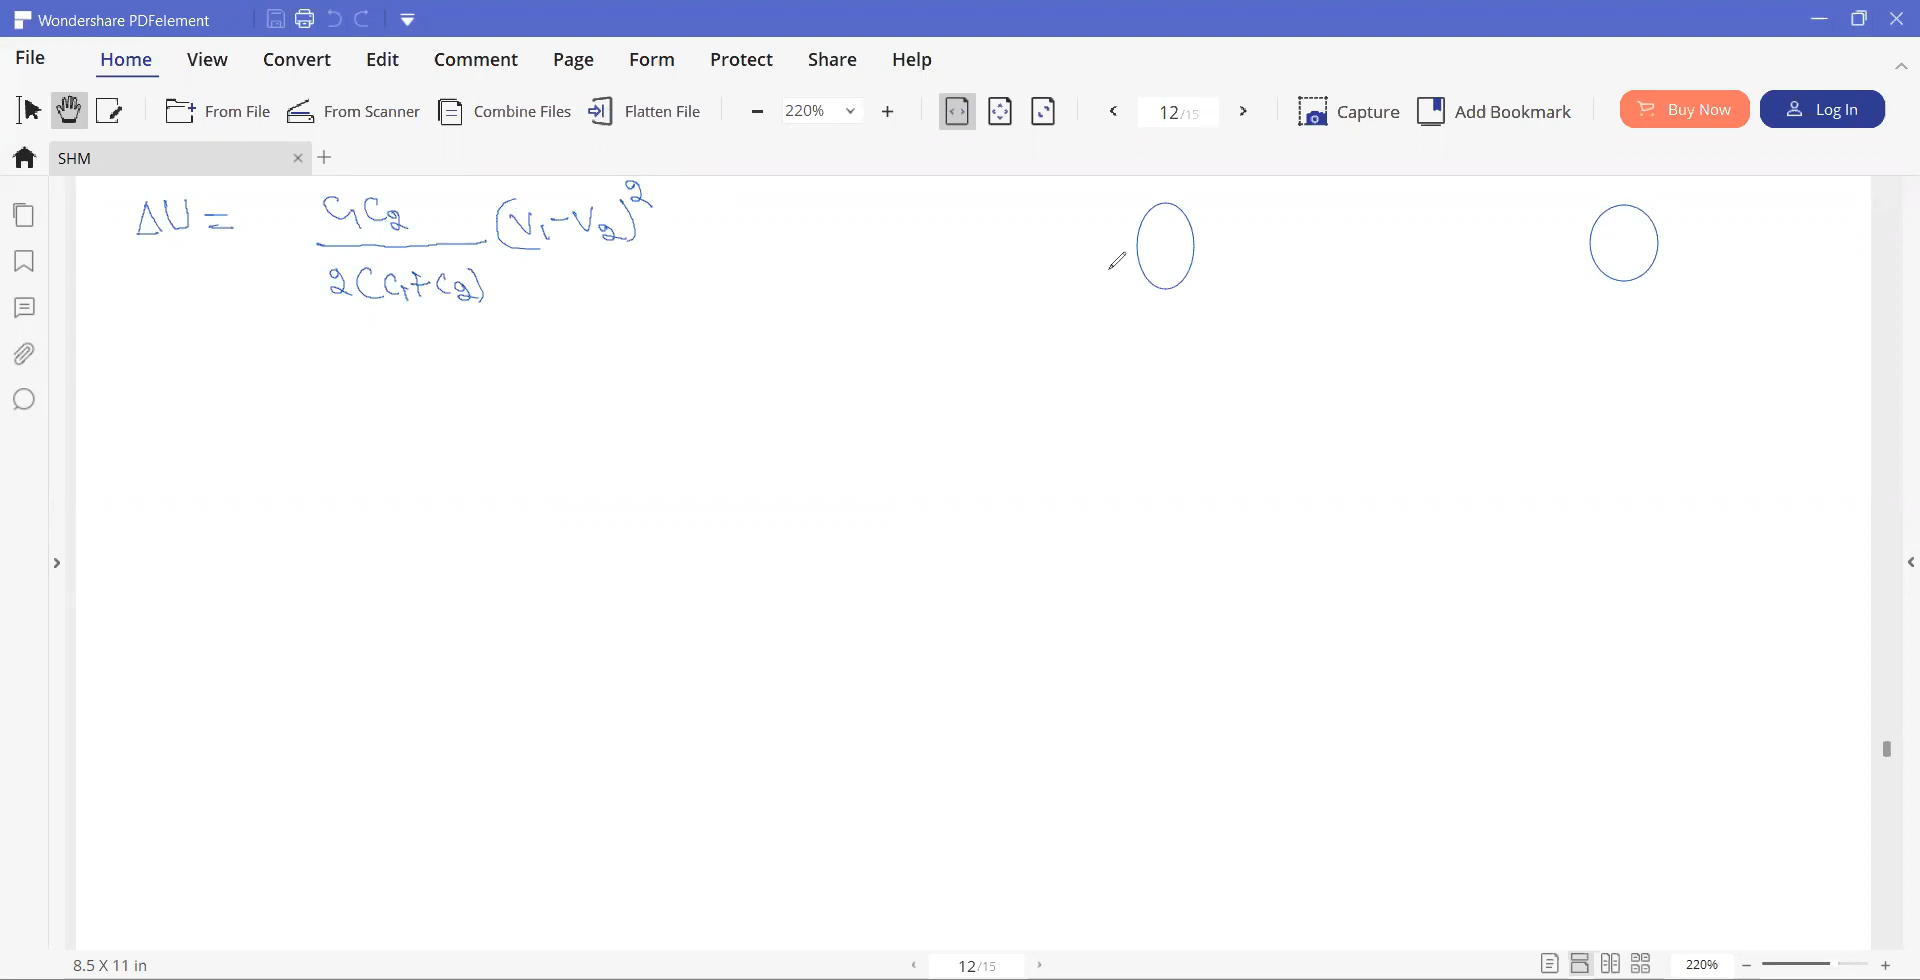 Wondershare PDFelement
File Home View Convert Edit Comment Page Form Protect Share Help
From File From Scanner Combine Files Flatten File 220% 12/15 Capture Add Bookmark Buy Now Log In
SHM
ΔU = C₁C₂ / 2(C₁+C₂) (V₁-V₂)²
8.5 X 11 in 12/15 220%